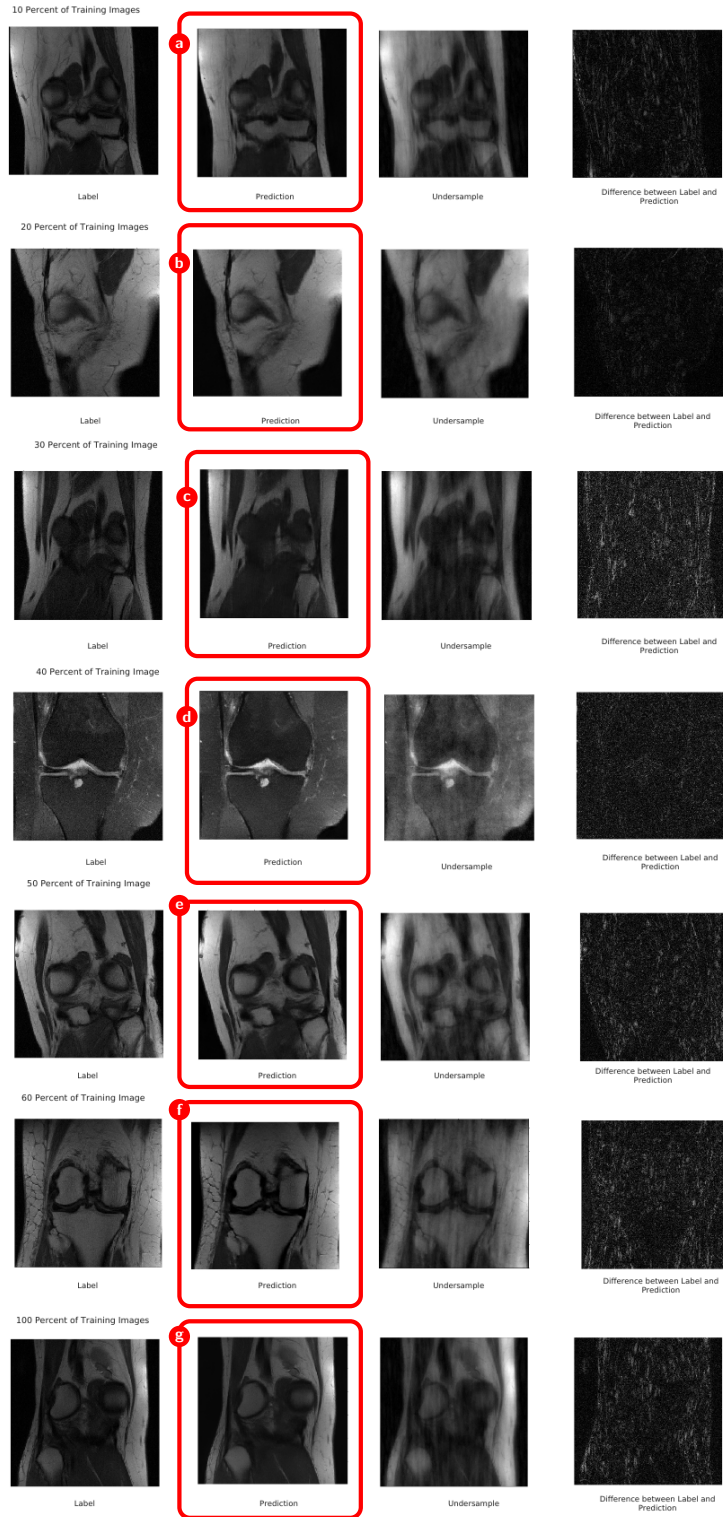 10 Percent of Training Images
a
Label
Prediction
Undersample
Difference between Label and
Prediction
20 Percent of Training Images
b
Label
Prediction
Undersample
Difference between Label and
Prediction
30 Percent of Training Image
c
Label
Prediction
Undersample
Difference between Label and
Prediction
40 Percent of Training Image
d
Label
Prediction
Undersample
Difference between Label and
Prediction
50 Percent of Training Image
e
Label
Prediction
Undersample
Difference between Label and
Prediction
60 Percent of Training Image
f
Label
Prediction
Undersample
Difference between Label and
Prediction
100 Percent of Training Images
g
Label
Prediction
Undersample
Difference between Label and
Prediction